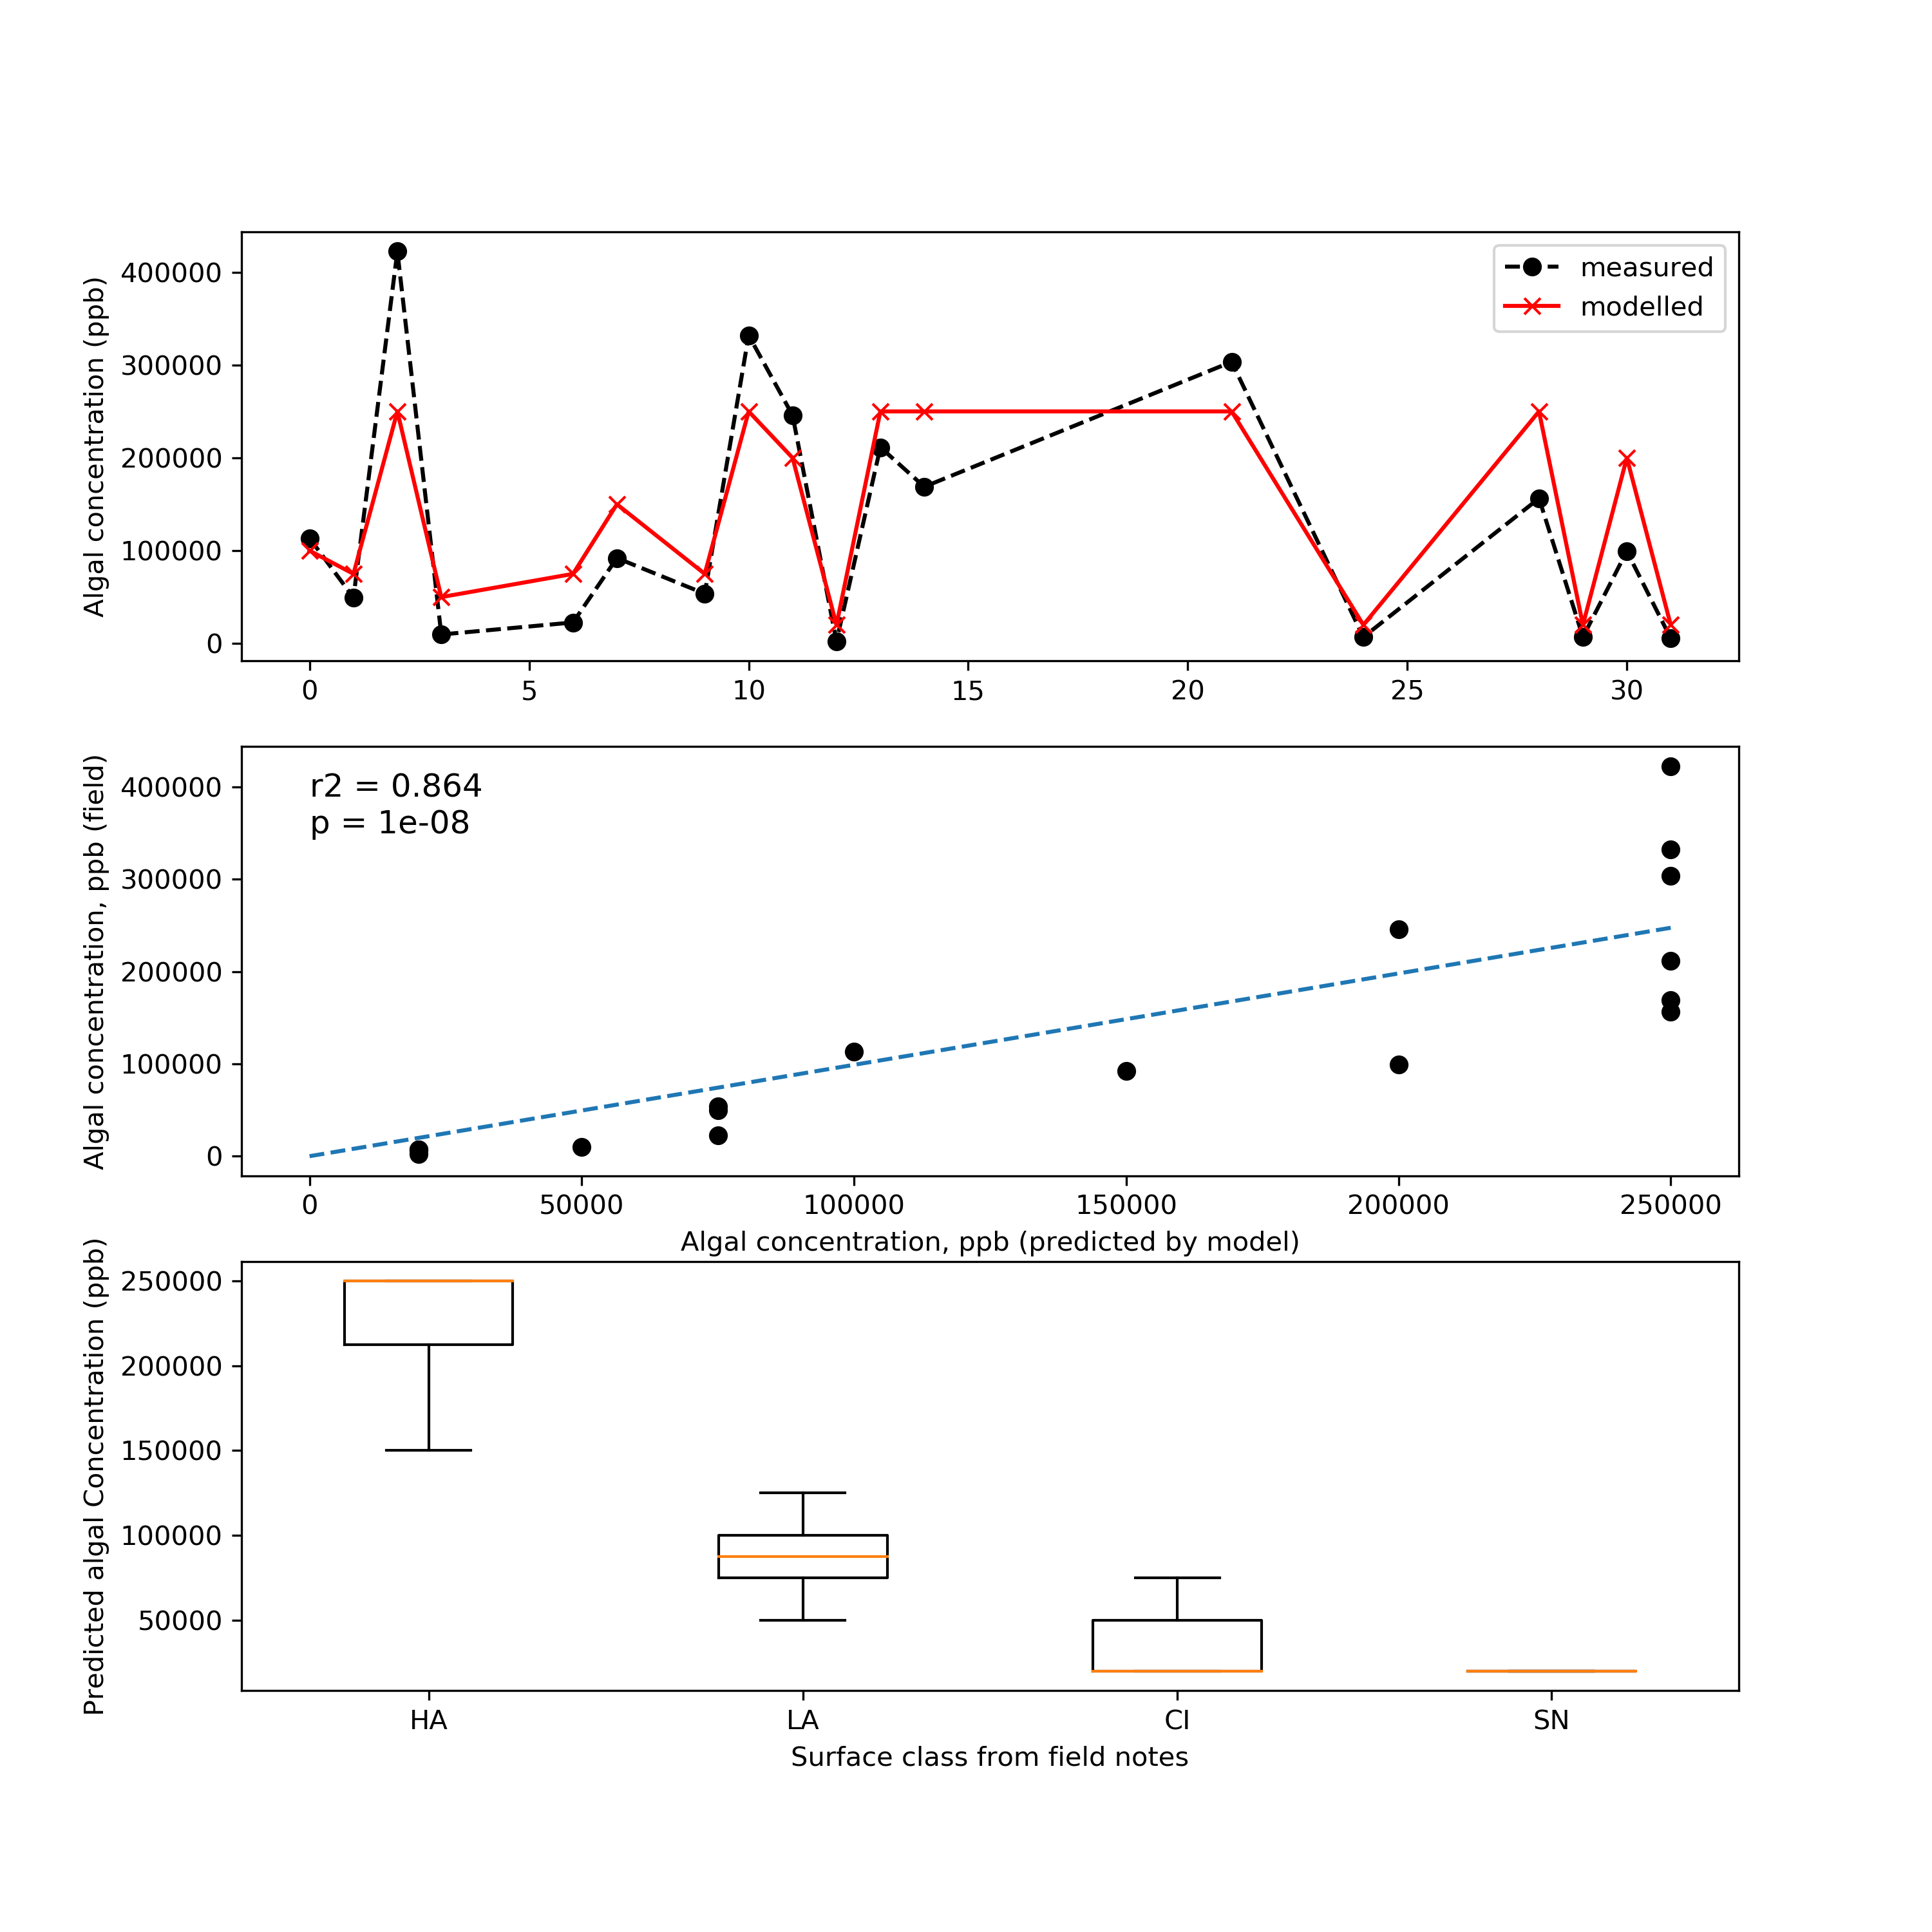 Algal concentration (ppb)
400000
300000
200000
100000
0
measured
modelled
0 5 10 15 20 25 30
Algal concentration, ppb (field)
400000
300000
200000
100000
0
r2 = 0.864
p = 1e-08
0 50000 100000 150000 200000 250000
Algal concentration, ppb (predicted by model)
Predicted algal Concentration (ppb)
250000
200000
150000
100000
50000
HA LA CI SN
Surface class from field notes